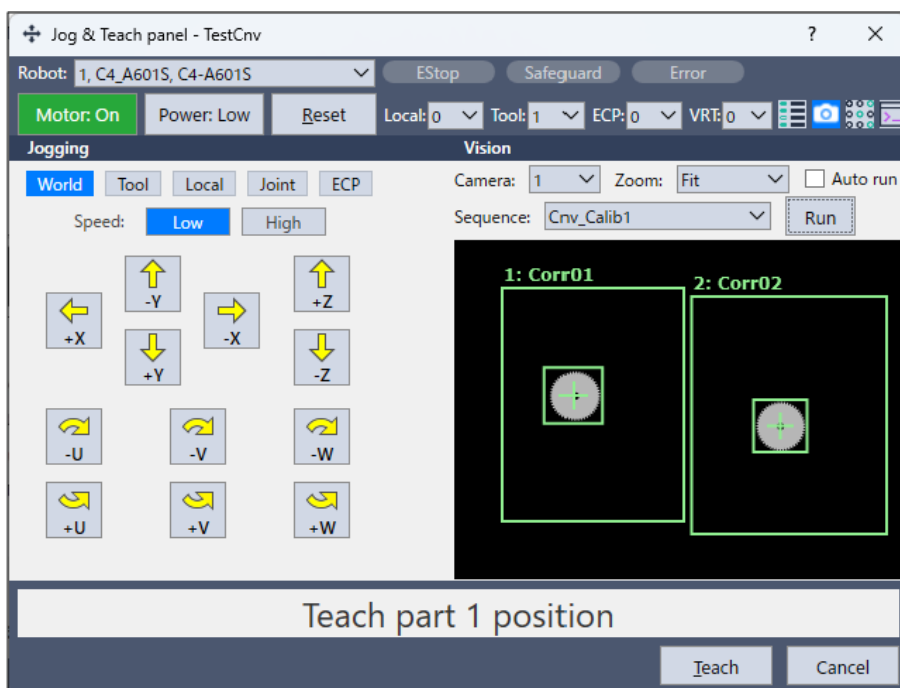 Jog & Teach panel - TestCnv
Robot: 1, C4_A601S, C4-A601S EStop Safeguard Error
Motor: On Power: Low Reset Local: 0 Tool: 1 ECP: 0 VRT: 0
Jogging Vision
World Tool Local Joint ECP Camera: 1 Zoom: Fit Auto run
Speed: Low High Sequence: Cnv_Calib1 Run
1: Corr01 2: Corr02
-Y +Z
+X -X
+Y -Z
-U -V -W
+U +V +W
Teach part 1 position
Teach Cancel